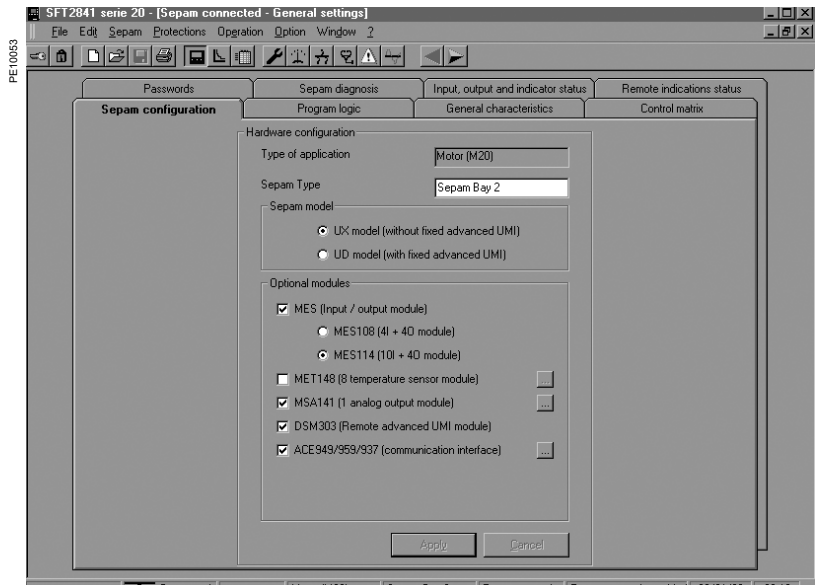 PE10053
SFT2841 serie 20 - [Sepam connected - General settings]
File Edit Sepam Protections Operation Option Window ?
Passwords Sepam diagnosis Input, output and indicator status Remote indications status
Sepam configuration Program logic General characteristics Control matrix
Hardware configuration
Type of application Motor (M20)
Sepam Type Sepam Bay 2
Sepam model
UX model (without fixed advanced UMI)
UD model (with fixed advanced UMI)
Optional modules
MES (Input / output module)
MES108 (4I + 4O module)
MES114 (10I + 4O module)
MET148 (8 temperature sensor module) ...
MSA141 (1 analog output module) ...
DSM303 (Remote advanced UMI module)
ACE949/959/937 (communication interface) ...
Apply Cancel